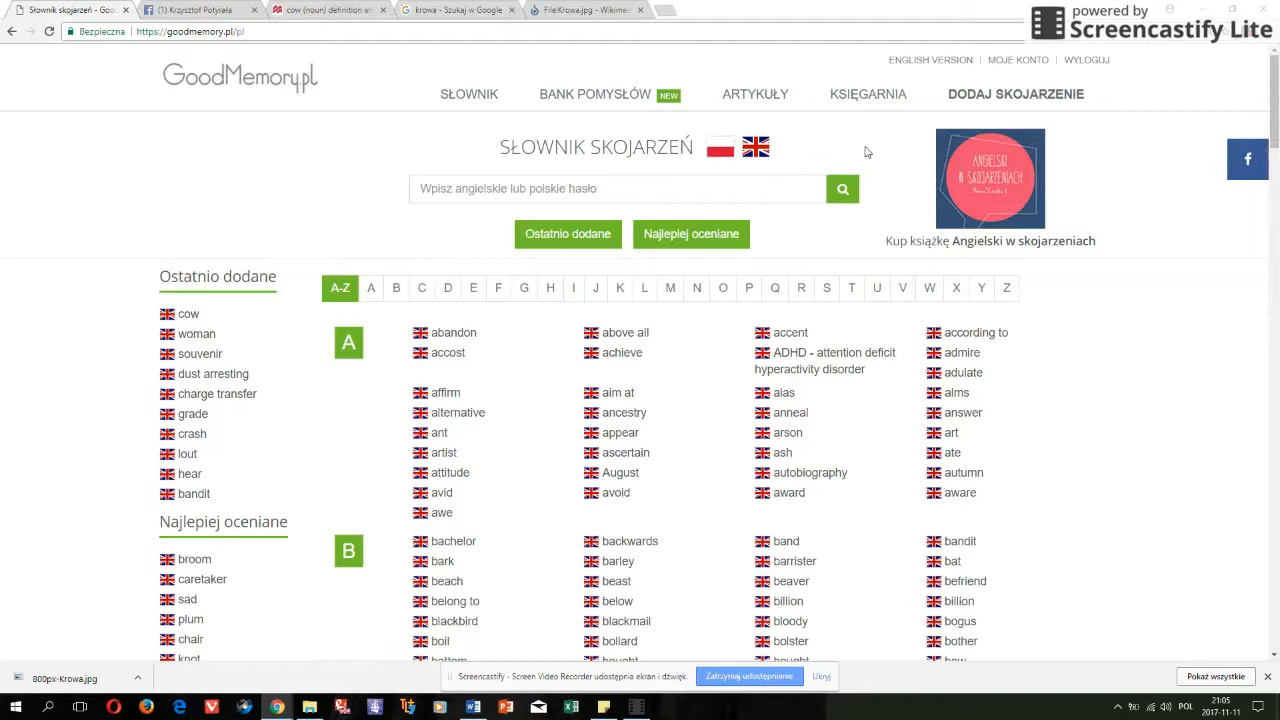 Słownik skojarzeń - Good
Krzysztof Potyrała
cow (noun) definition an
krowa - Szukaj w Google
powered by
Screencastify Lite
Bezpieczna
https://goodmemory.pl/pl
GoodMemory.pl
ENGLISH VERSION
MOJE KONTO
WYLOGUJ
SŁOWNIK
BANK POMYSŁÓW NEW
ARTYKUŁY
KSIĘGARNIA
DODAJ SKOJARZENIE
SŁOWNIK SKOJARZEŃ
Wpisz angielskie lub polskie hasło
Ostatnio dodane
Najlepiej oceniane
ANGIELSKI
W SKOJARZENIACH
Kup książkę Angielski w skojarzeniach
f
Ostatnio dodane
cow
woman
souvenir
dust arresting
charge transfer
grade
crash
lout
hear
bandit
Najlepiej oceniane
broom
caretaker
sad
plum
chair
knot
A-Z A B C D E F G H I J K L M N O P Q R S T U V W X Y Z
A
abandon above all accent according to
accost achieve ADHD - attention deficit admire
hyperactivity disorder adulate
affirm aim at alas alms
alternative ancestry anneal answer
ant appear arson art
artist ascertain ash ate
attitude August autobiography autumn
avid avoid award aware
awe
B
bachelor backwards band bandit
bark barley barrister bat
beach beast beaver befriend
belong to below billion billion
blackbird blackmail bloody bogus
boil bollard bolster bother
bottom bought bought bow
800px-Krowa.jpg
Screencastify - Screen Video Recorder udostępnia ekran i dźwięk.
Zatrzymaj udostępnianie
Ukryj
Pokaż wszystkie
POL
21:05
2017-11-11